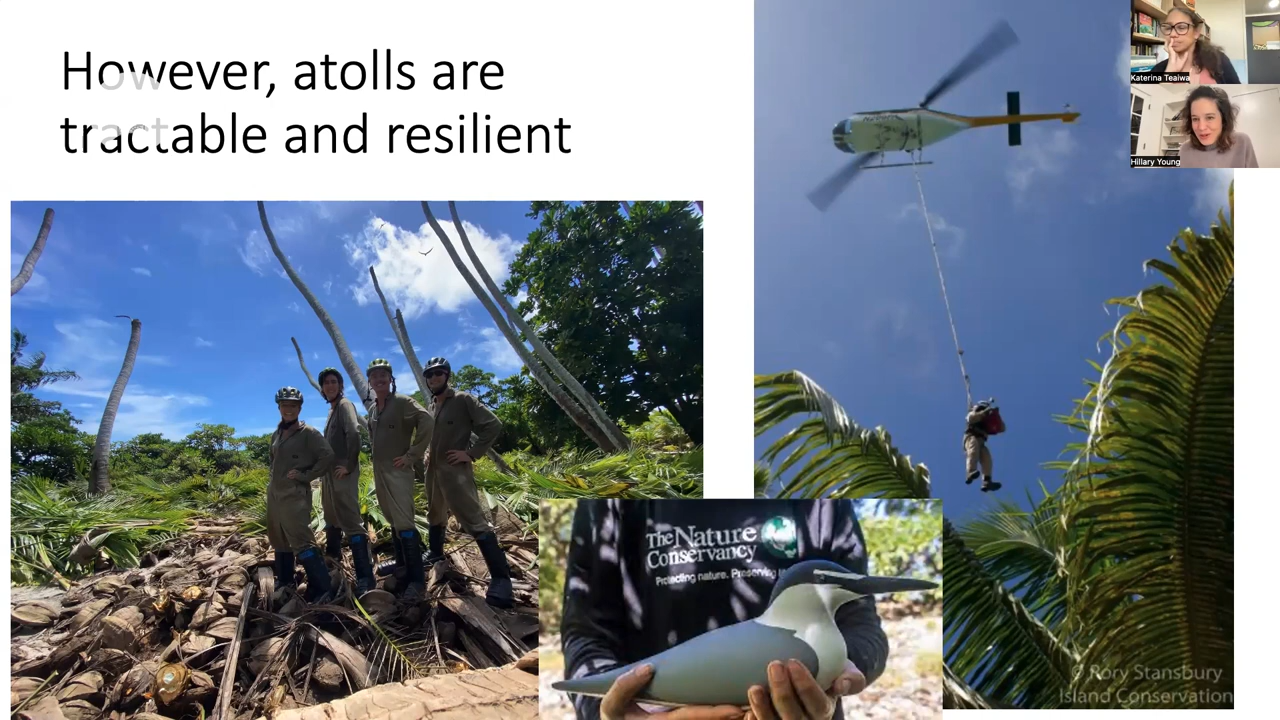 However, atolls are
tractable and resilient
Katerina Teaiwa
Hillary Young
The Nature
Conservancy
Protecting nature. Preserving
© Rory Stansbury
Island Conservation